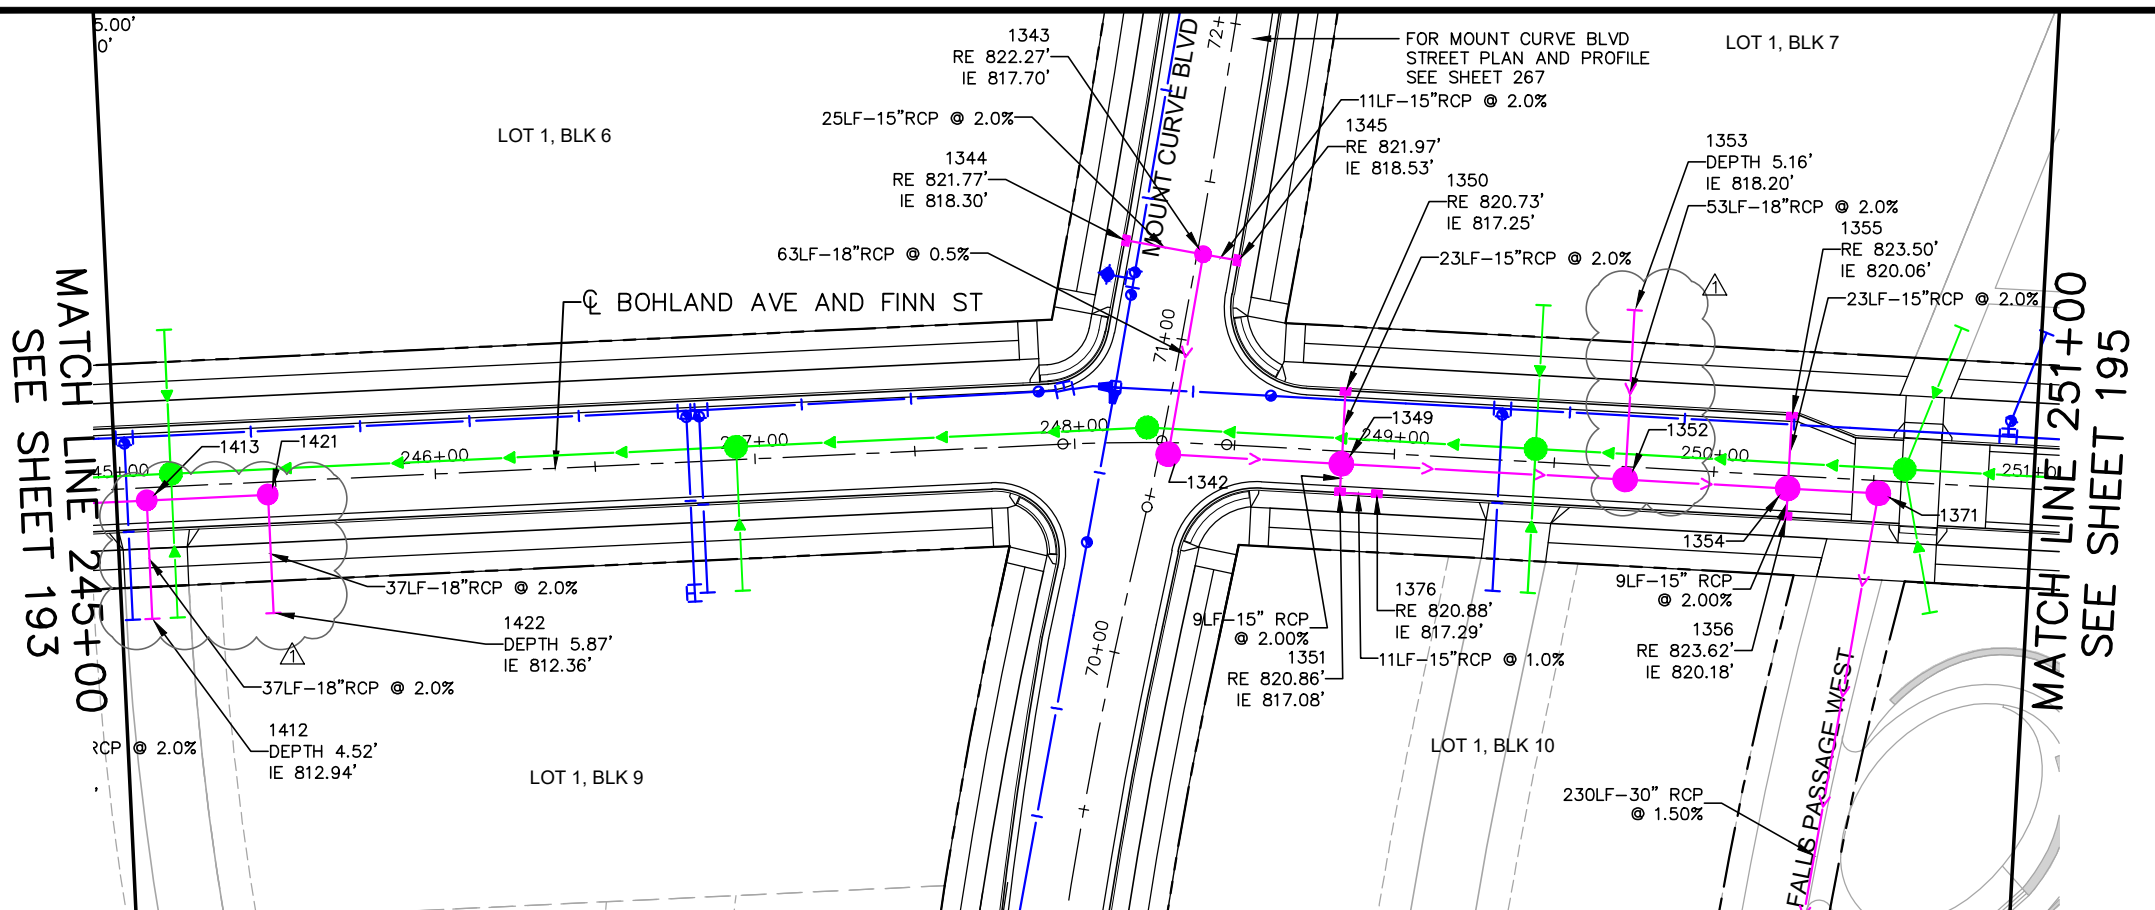 5.00'
0'
LOT 1, BLK 6
1343
RE 822.27'
IE 817.70'
25LF-15"RCP @ 2.0%
1344
RE 821.77'
IE 818.30'
63LF-18"RCP @ 0.5%
℄ BOHLAND AVE AND FINN ST
MOUNT CURVE BLVD
72+
FOR MOUNT CURVE BLVD
STREET PLAN AND PROFILE
SEE SHEET 267
11LF-15"RCP @ 2.0%
1345
RE 821.97'
IE 818.53'
1350
RE 820.73'
IE 817.25'
23LF-15"RCP @ 2.0%
LOT 1, BLK 7
1353
DEPTH 5.16'
IE 818.20'
53LF-18"RCP @ 2.0%
1355
RE 823.50'
IE 820.06'
23LF-15"RCP @ 2.0%
1
MATCH LINE 245+00
SEE SHEET 193
MATCH LINE 251+00
SEE SHEET 195
71+00
45+00
246+00
247+00
248+00
249+00
250+00
251+0
1413
1421
1342
1349
1352
1371
1354
37LF-18"RCP @ 2.0%
1422
DEPTH 5.87'
IE 812.36'
1
37LF-18"RCP @ 2.0%
1412
DEPTH 4.52'
IE 812.94'
RCP @ 2.0%
'
LOT 1, BLK 9
70+00
9LF-15" RCP
@ 2.00%
1351
RE 820.86'
IE 817.08'
1376
RE 820.88'
IE 817.29'
11LF-15"RCP @ 1.0%
9LF-15" RCP
@ 2.00%
1356
RE 823.62'
IE 820.18'
LOT 1, BLK 10
230LF-30" RCP
@ 1.50%
FALLS PASSAGE WEST